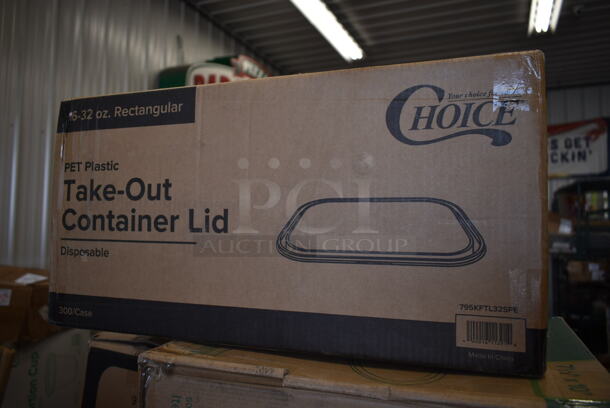 16-32 oz. Rectangular
Your choice for
CHOICE
PET Plastic
Take-Out
Container Lid
Disposable
PCI
AUCTION GROUP
300/Case
795KFTL32SPE
Made in China
S GET
CKIN'